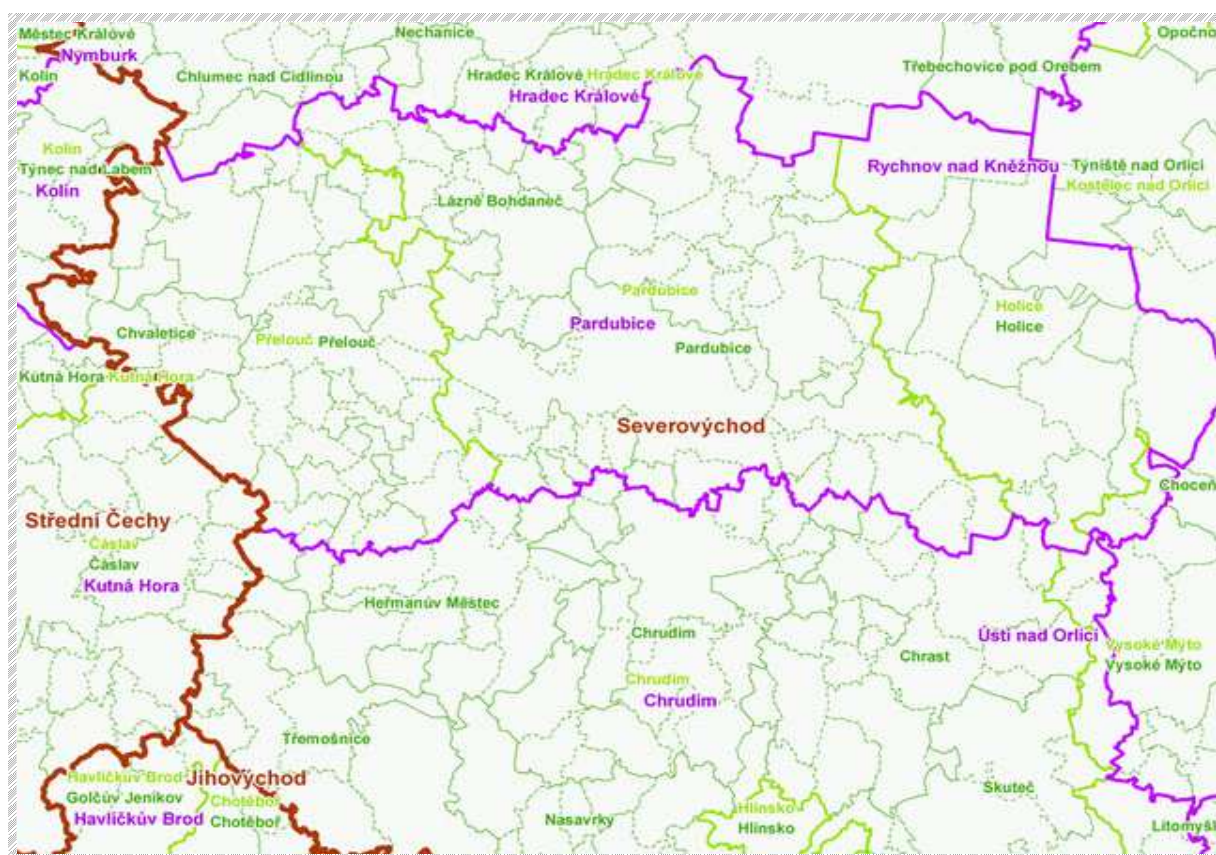 Městec Králové
Nymburk
Kolín
Chlumec nad Cidlinou
Nechanice
Hradec Králové Hradec Králové
Hradec Králové
Opočno
Třebechovice pod Orebem
Kolín
Týnec nad Labem
Kolín
Lázně Bohdaneč
Rychnov nad Kněžnou
Týniště nad Orlicí
Kostelec nad Orlicí
Pardubice
Pardubice
Pardubice
Holice
Holice
Chvaletice
Přelouč Přelouč
Kutná Hora Kutná Hora
Severovýchod
Choceň
Střední Čechy
Čáslav
Čáslav
Kutná Hora
Heřmanův Městec
Chrudim
Chrudim
Chrudim
Chrast
Ústí nad Orlicí
Vysoké Mýto
Vysoké Mýto
Třemošnice
Jihovýchod
Havlíčkův Brod
Golčův Jeníkov
Havlíčkův Brod
Chotěboř
Chotěboř
Nasavrky
Hlinsko
Hlinsko
Skuteč
Litomyšl